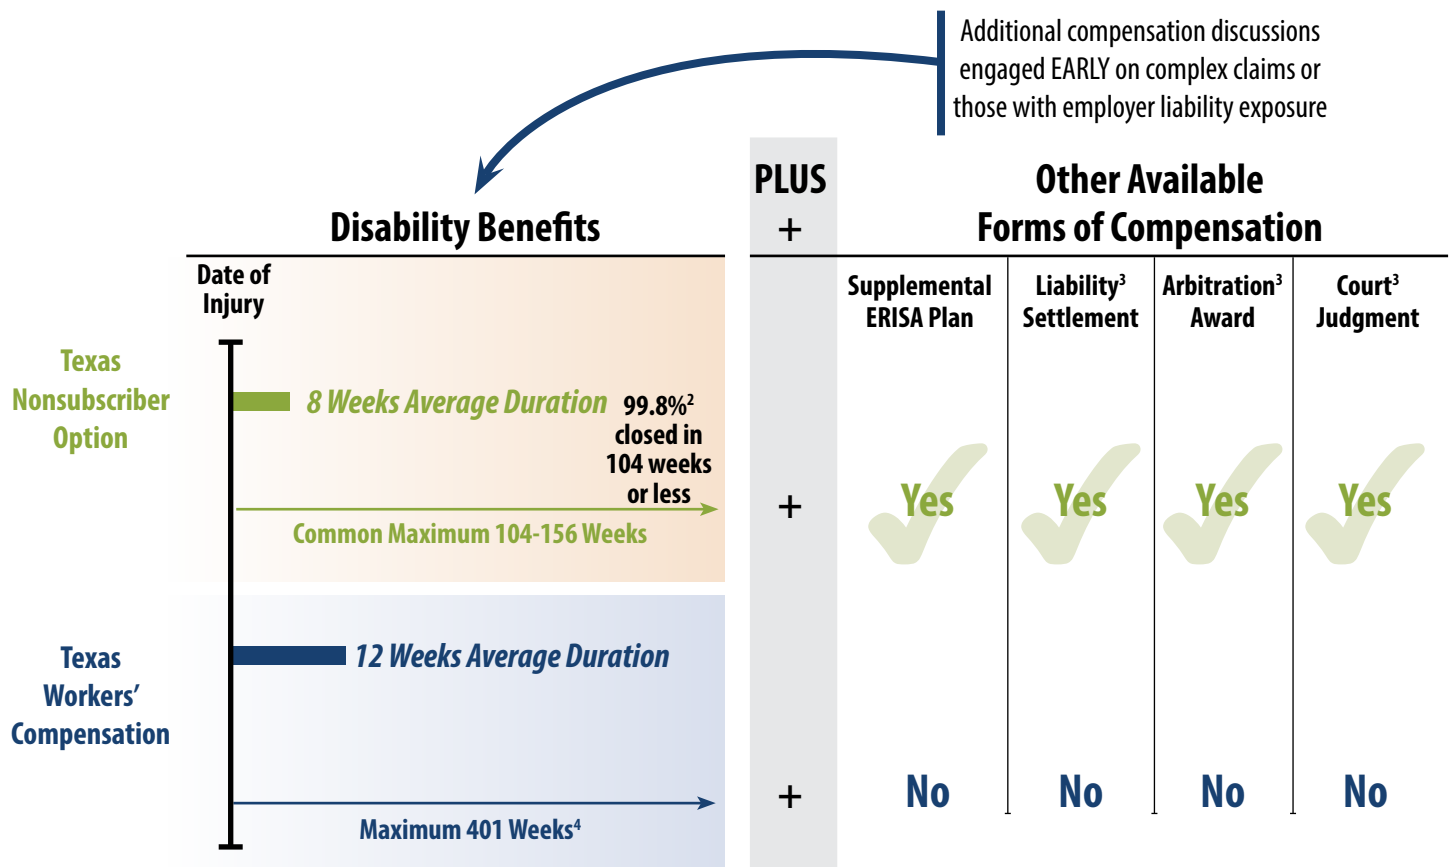 Additional compensation discussions
engaged EARLY on complex claims or
those with employer liability exposure
Disability Benefits
PLUS
+
Other Available
Forms of Compensation
Date of
Injury
Supplemental
ERISA Plan
Liability³
Settlement
Arbitration³
Award
Court³
Judgment
Texas
Nonsubscriber
Option
8 Weeks Average Duration
99.8%²
closed in
104 weeks
or less
Common Maximum 104-156 Weeks
+
Yes
Yes
Yes
Yes
Texas
Workers’
Compensation
12 Weeks Average Duration
Maximum 401 Weeks⁴
+
No
No
No
No